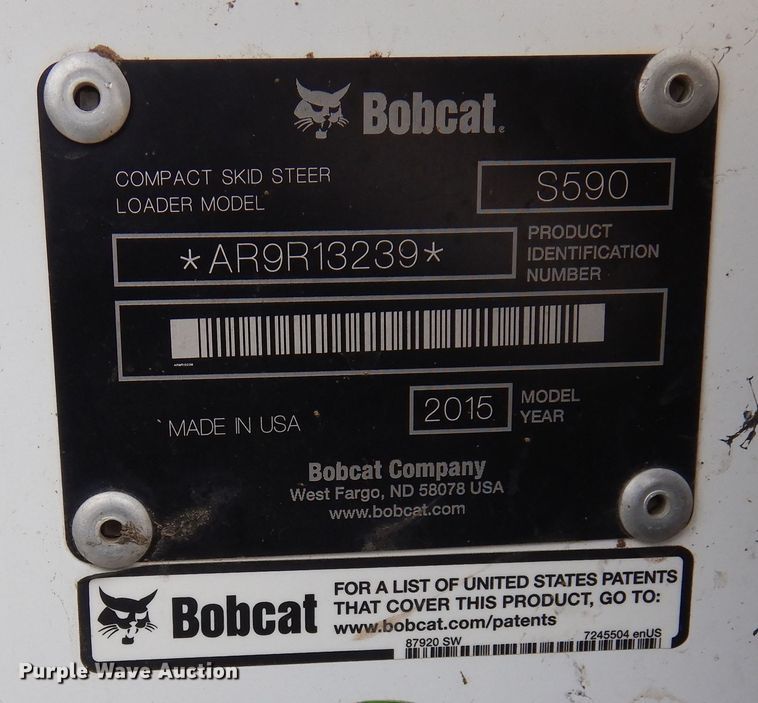 Bobcat
COMPACT SKID STEER
LOADER MODEL
S590
*AR9R13239*
PRODUCT
IDENTIFICATION
NUMBER
MADE IN USA
2015
MODEL
YEAR
Bobcat Company
West Fargo, ND 58078 USA
www.bobcat.com
Bobcat
FOR A LIST OF UNITED STATES PATENTS
THAT COVER THIS PRODUCT, GO TO:
www.bobcat.com/patents
87920 SW
7245504 enUS
Purple Wave Auction